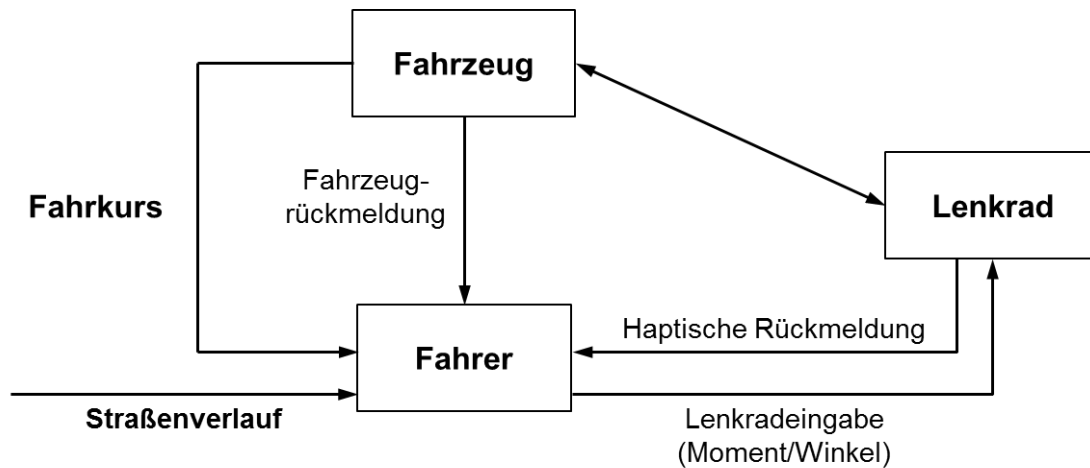 Fahrzeug
Fahrzeug-
rückmeldung
Fahrkurs
Lenkrad
Haptische Rückmeldung
Fahrer
Straßenverlauf
Lenkradeingabe
(Moment/Winkel)